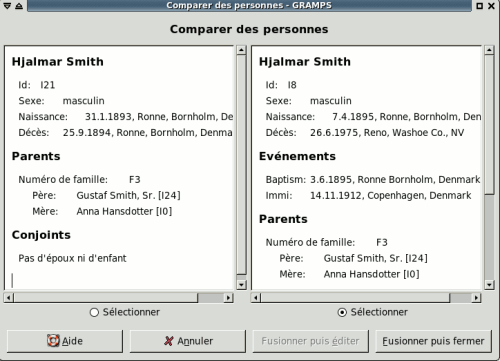 Comparer des personnes - GRAMPS
Comparer des personnes
Hjalmar Smith
Id: I21
Sexe: masculin
Naissance: 31.1.1893, Ronne, Bornholm, De
Décès: 25.9.1894, Ronne, Bornholm, Denma
Parents
Numéro de famille: F3
Père: Gustaf Smith, Sr. [I24]
Mère: Anna Hansdotter [I0]
Conjoints
Pas d'époux ni d'enfant
Hjalmar Smith
Id: I8
Sexe: masculin
Naissance: 7.4.1895, Ronne, Bornholm, Den
Décès: 26.6.1975, Reno, Washoe Co., NV
Evénements
Baptism: 3.6.1895, Ronne Bornholm, Denmark
Immi: 14.11.1912, Copenhagen, Denmark
Parents
Numéro de famille: F3
Père: Gustaf Smith, Sr. [I24]
Mère: Anna Hansdotter [I0]
Sélectionner
Sélectionner
Aide
Annuler
Fusionner puis éditer
Fusionner puis fermer